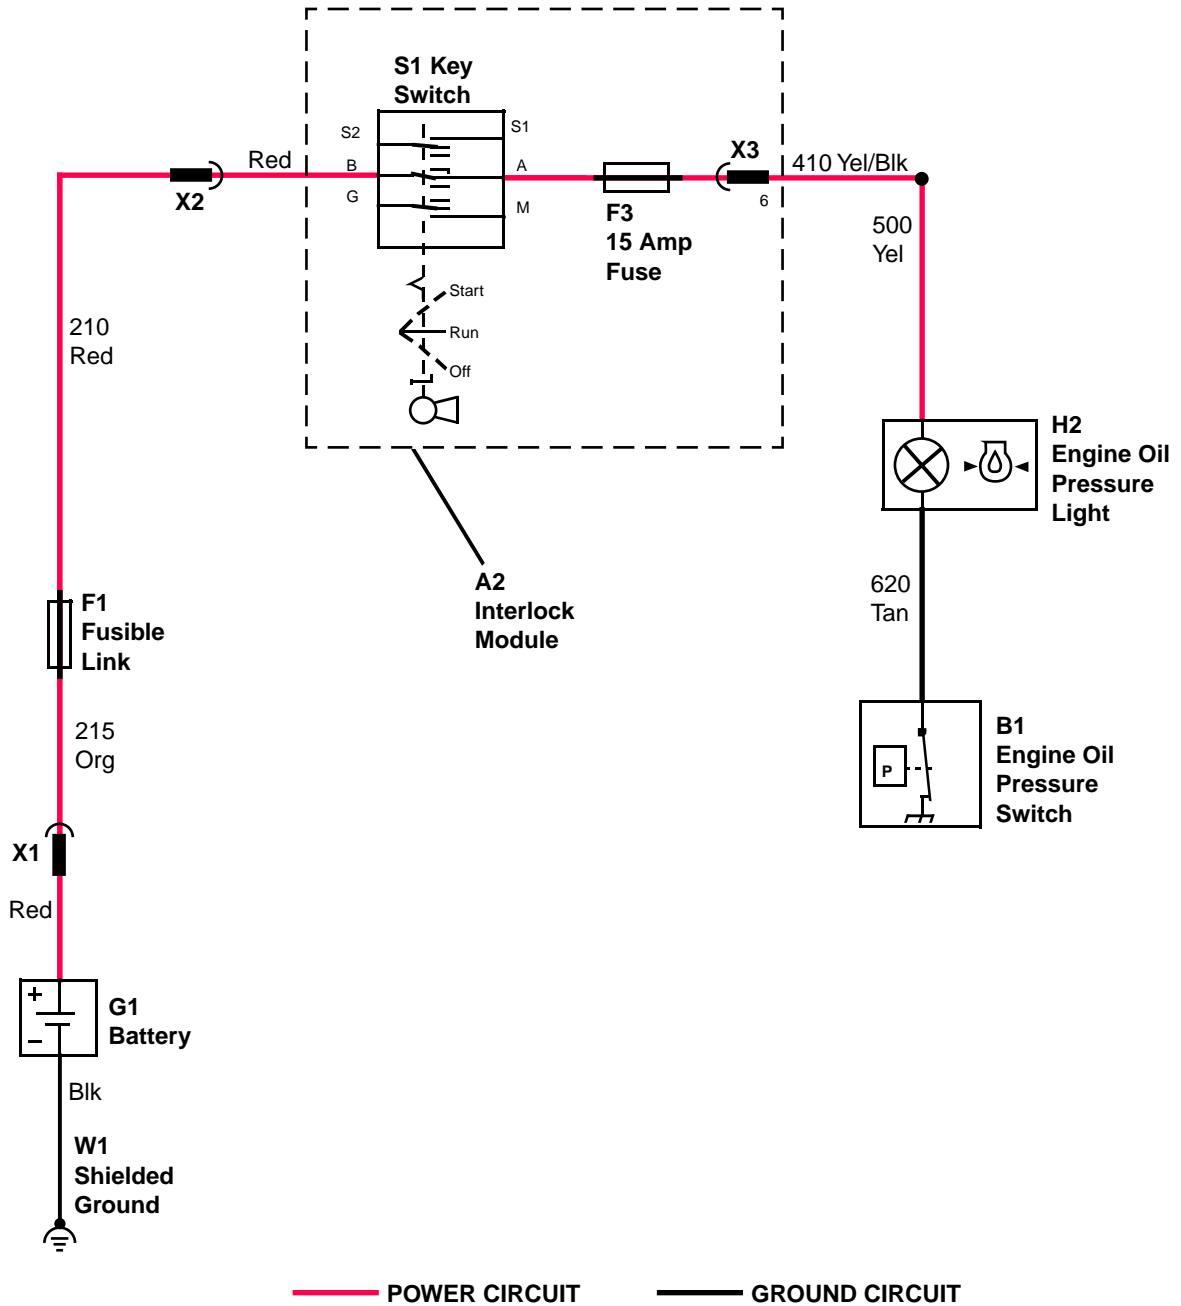 S1 Key
Switch
S2
S1
B
A
G
M
Red
X2
X3
410 Yel/Blk
6
F3
15 Amp
Fuse
500
Yel
Start
Run
Off
210
Red
H2
Engine Oil
Pressure
Light
A2
Interlock
Module
620
Tan
F1
Fusible
Link
215
Org
B1
Engine Oil
Pressure
Switch
P
X1
Red
+
−
G1
Battery
Blk
W1
Shielded
Ground
POWER CIRCUIT
GROUND CIRCUIT